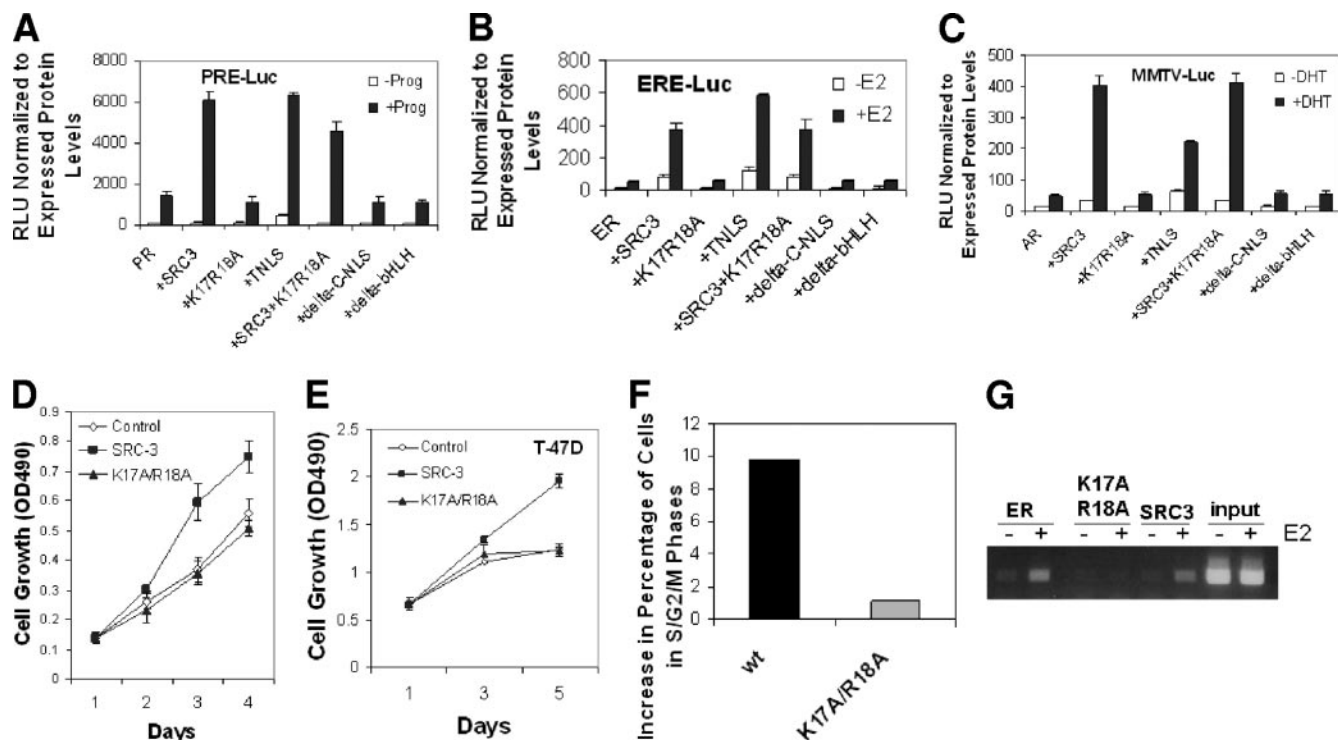 A
RLU Normalized to
Expressed Protein
Levels
8000
6000
4000
2000
0
PRE-Luc
-Prog
+Prog
PR
+SRC3
+K17R18A
+TNLS
+SRC3+K17R18A
+delta-C-NLS
+delta-bHLH
B
RLU Normalized to
Expressed Protein
Levels
800
600
400
200
0
ERE-Luc
-E2
+E2
ER
+SRC3
+K17R18A
+TNLS
+SRC3+K17R18A
+delta-C-NLS
+delta-bHLH
C
RLU Normalized to
Expressed Protein Levels
500
400
300
200
100
0
MMTV-Luc
-DHT
+DHT
AR
+SRC3
+K17R18A
+TNLS
+SRC3+K17R18A
+delta-C-NLS
+delta-bHLH
D
Cell Growth (OD490)
0.9
0.8
0.7
0.6
0.5
0.4
0.3
0.2
0.1
0
Control
SRC-3
K17A/R18A
1 2 3 4
Days
E
Cell Growth (OD490)
2.5
2
1.5
1
0.5
0
Control
T-47D
SRC-3
K17A/R18A
1 3 5
Days
F
Increase in Percentage of Cells
in S/G2/M Phases
12
10
8
6
4
2
0
wt
K17A/R18A
G
K17A
ER R18A SRC3 input
- + - + - + - + E2